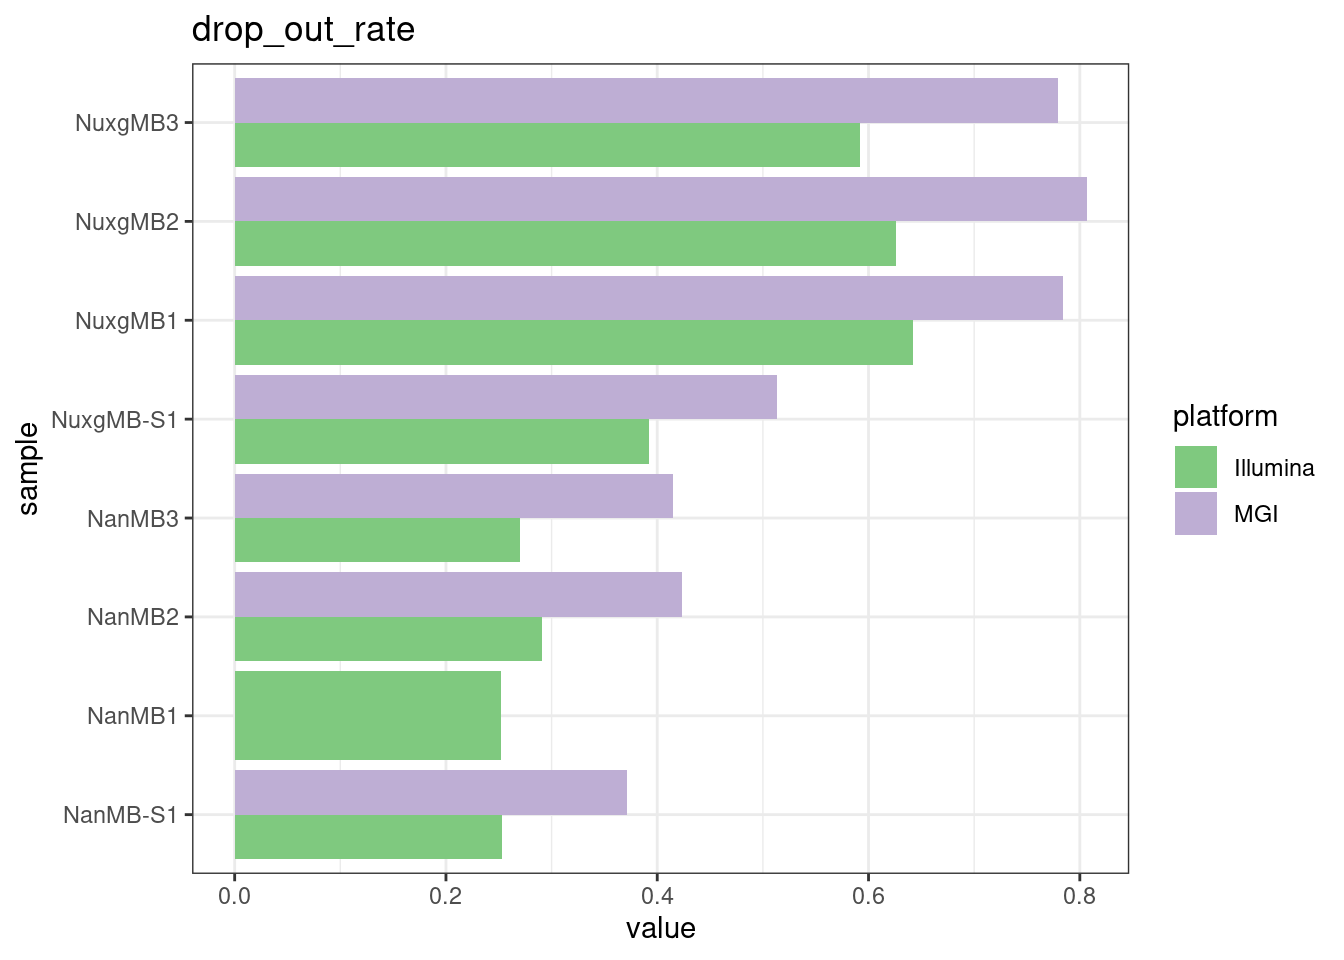 drop_out_rate
NuxgMB3
NuxgMB2
NuxgMB1
NuxgMB-S1
NanMB3
NanMB2
NanMB1
NanMB-S1
sample
0.0 0.2 0.4 0.6 0.8
value
platform
Illumina
MGI